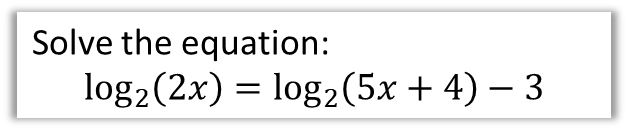 Solve the equation:
log₂(2x) = log₂(5x + 4) − 3